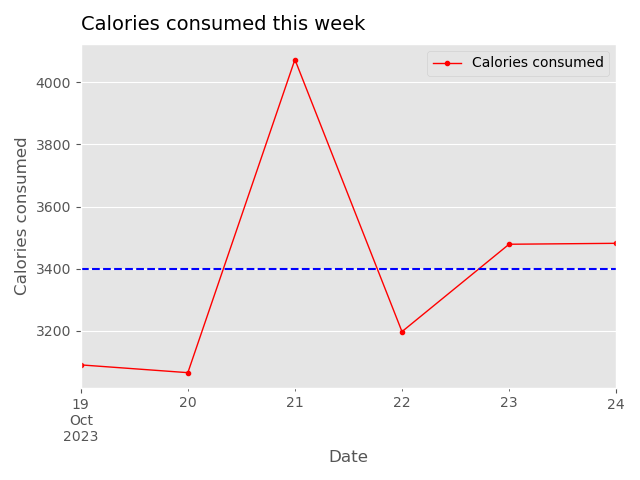 Calories consumed this week
Calories consumed
4000
3800
3600
3400
3200
Calories consumed
19
Oct
2023
20
21
22
23
24
Date